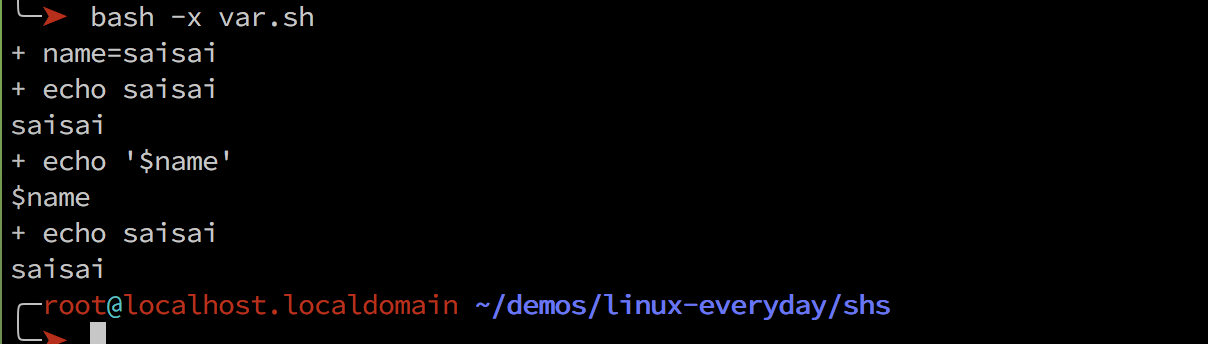 bash -x var.sh
+ name=saisai
+ echo saisai
saisai
+ echo '$name'
$name
+ echo saisai
saisai
root@localhost.localdomain ~/demos/linux-everyday/shs